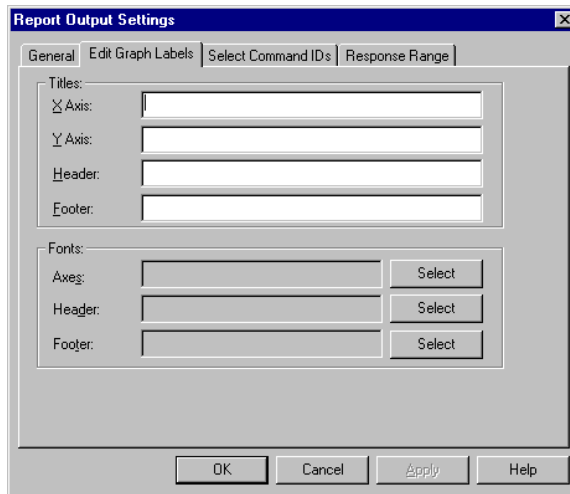 Report Output Settings
General Edit Graph Labels Select Command IDs Response Range
Titles:
X Axis:
Y Axis:
Header:
Footer:
Fonts:
Axes: Select
Header: Select
Footer: Select
OK Cancel Apply Help